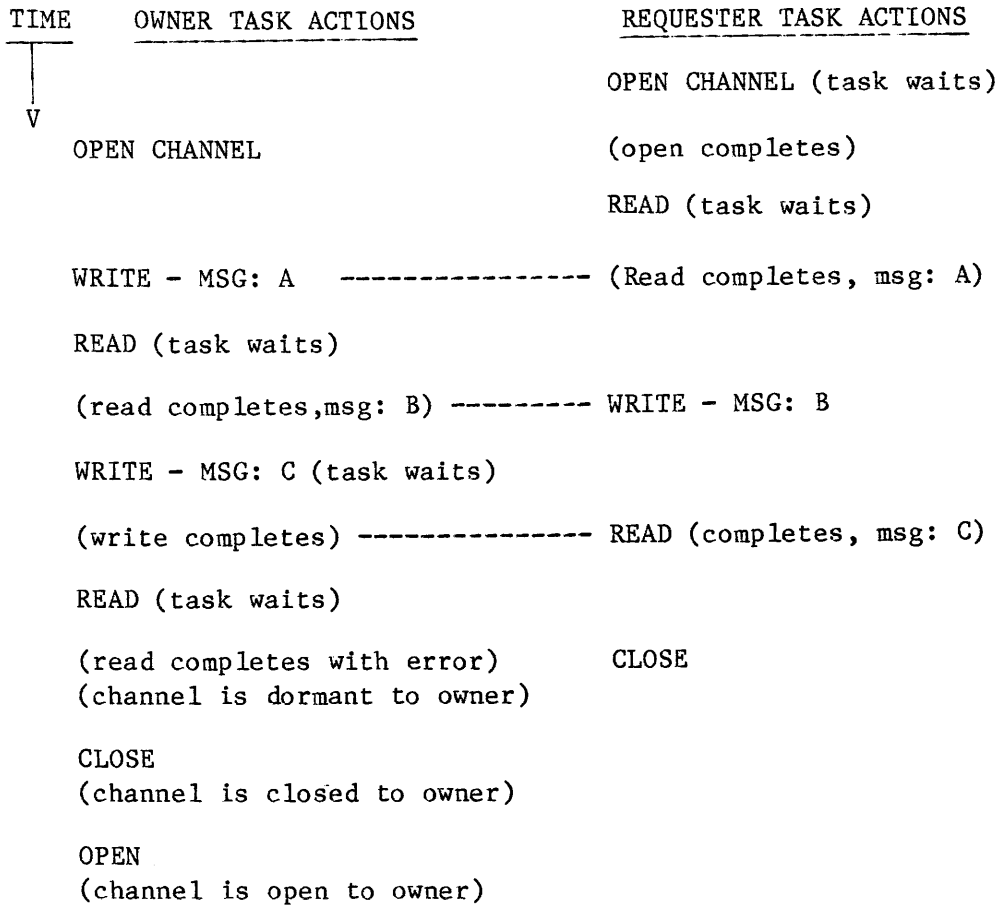 TIME OWNER TASK ACTIONS REQUESTER TASK ACTIONS
OPEN CHANNEL (task waits)
V
OPEN CHANNEL (open completes)
READ (task waits)
WRITE - MSG: A ---------------- (Read completes, msg: A)
READ (task waits)
(read completes,msg: B) --------- WRITE - MSG: B
WRITE - MSG: C (task waits)
(write completes) --------------- READ (completes, msg: C)
READ (task waits)
(read completes with error) CLOSE
(channel is dormant to owner)
CLOSE
(channel is closed to owner)
OPEN
(channel is open to owner)